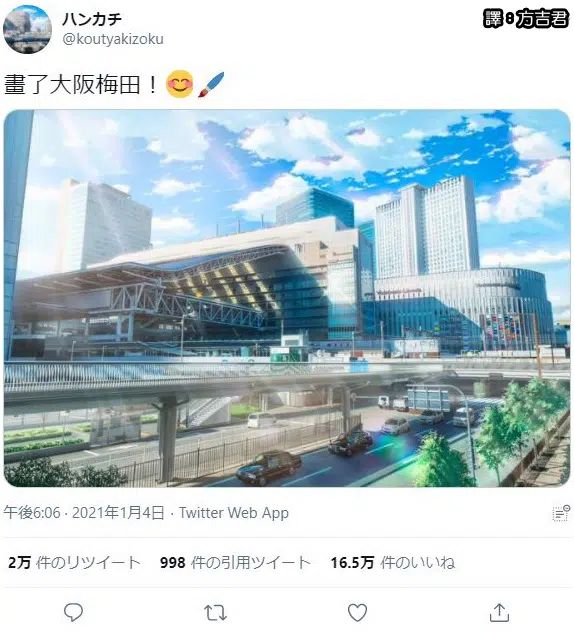 ハンカチ
譯⁰方吉君
@koutyakizoku
畫了大阪梅田！😊🖌️
午後6:06 · 2021年1月4日 · Twitter Web App
2万 件のリツイート 998 件の引用ツイート 16.5万 件のいいね